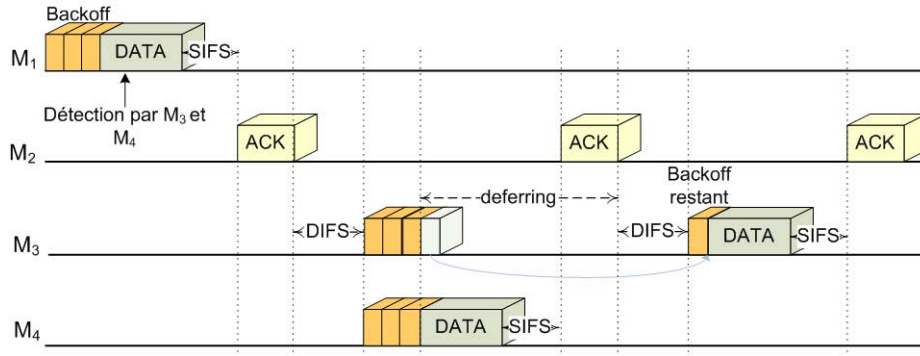 Backoff
M1 DATA SIFS
Détection par M3 et
M4
M2 ACK ACK ACK
deferring
Backoff
restant
M3 DIFS DIFS DATA SIFS
M4 DATA SIFS